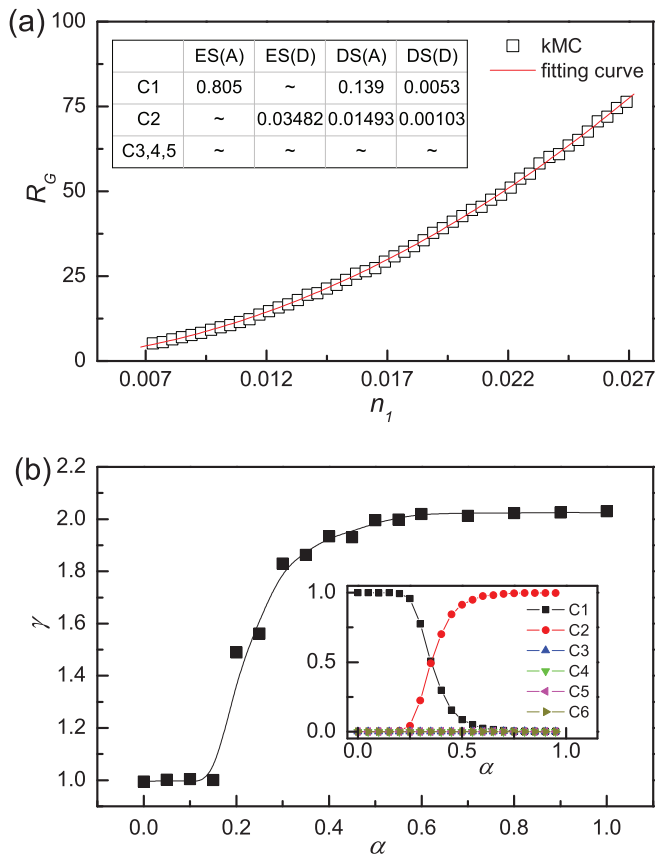 (a)
100
75
50
25
0
R_G
ES(A) ES(D) DS(A) DS(D)
C1 0.805 ~ 0.139 0.0053
C2 ~ 0.03482 0.01493 0.00103
C3,4,5 ~ ~ ~ ~
kMC
fitting curve
0.007 0.012 0.017 0.022 0.027
n_1
(b)
2.2
2.0
1.8
1.6
1.4
1.2
1.0
γ
1.0
0.5
0.0
C1
C2
C3
C4
C5
C6
0.0 0.5 1.0
α
0.0 0.2 0.4 0.6 0.8 1.0
α